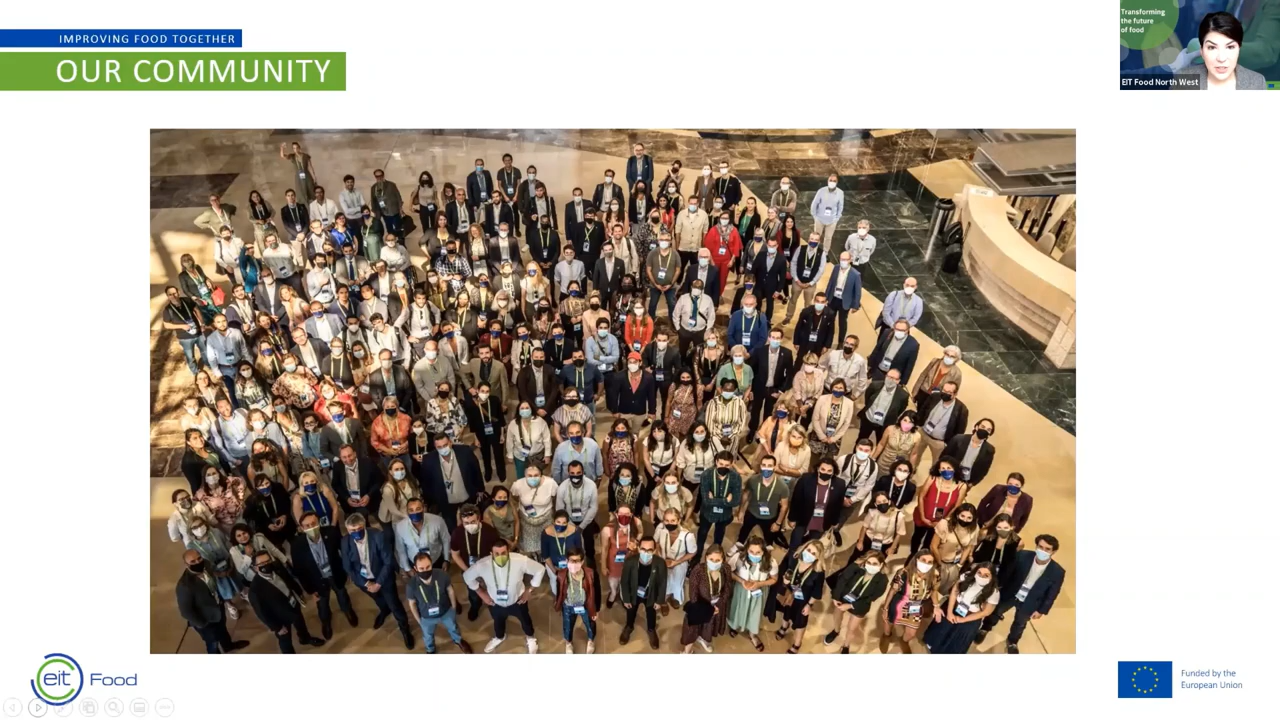 IMPROVING FOOD TOGETHER
OUR COMMUNITY
Transforming
the future
of food
EIT Food North West
eit Food
Funded by the
European Union